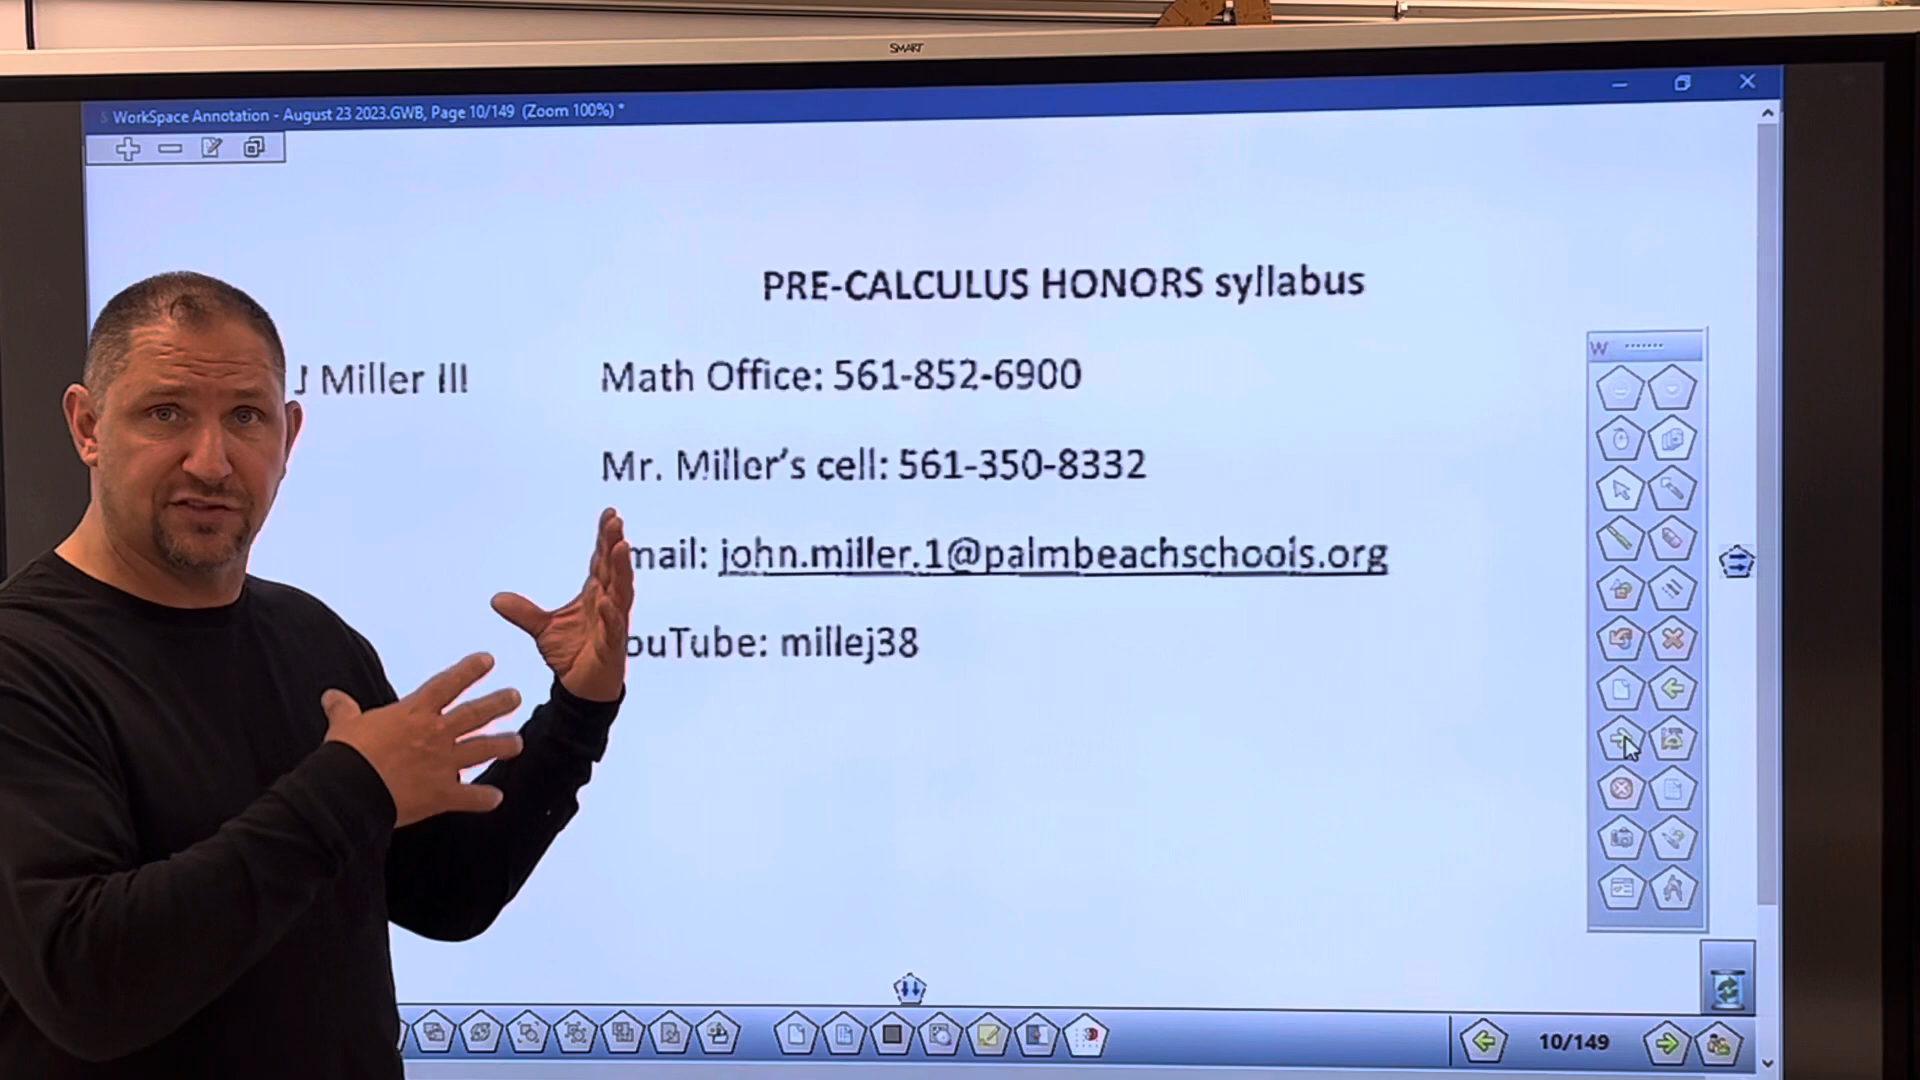 SMART
WorkSpace Annotation - August 23 2023.GWB, Page 10/149 (Zoom 100%) *
PRE-CALCULUS HONORS syllabus
J Miller III
Math Office: 561-852-6900
Mr. Miller's cell: 561-350-8332
mail: john.miller.1@palmbeachschools.org
ouTube: millej38
W
10/149